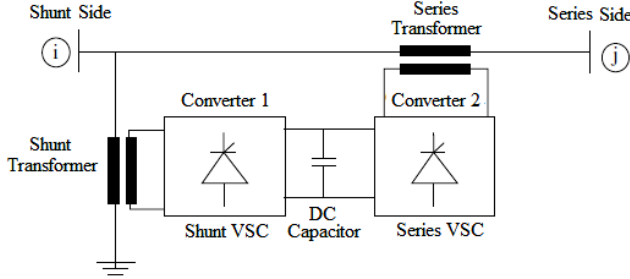 Shunt Side
Series
Transformer
Series Side
i
j
Converter 1
Converter 2
Shunt
Transformer
Shunt VSC
DC
Capacitor
Series VSC